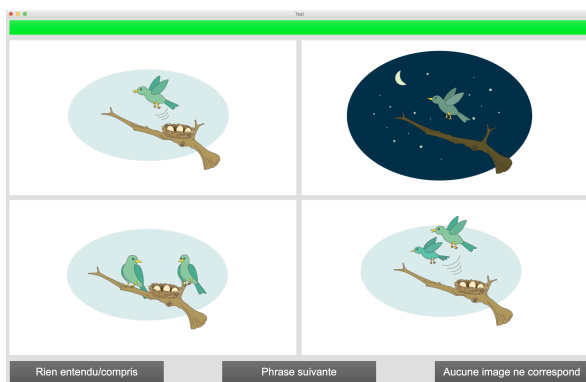 Test
Rien entendu/compris
Phrase suivante
Aucune image ne correspond